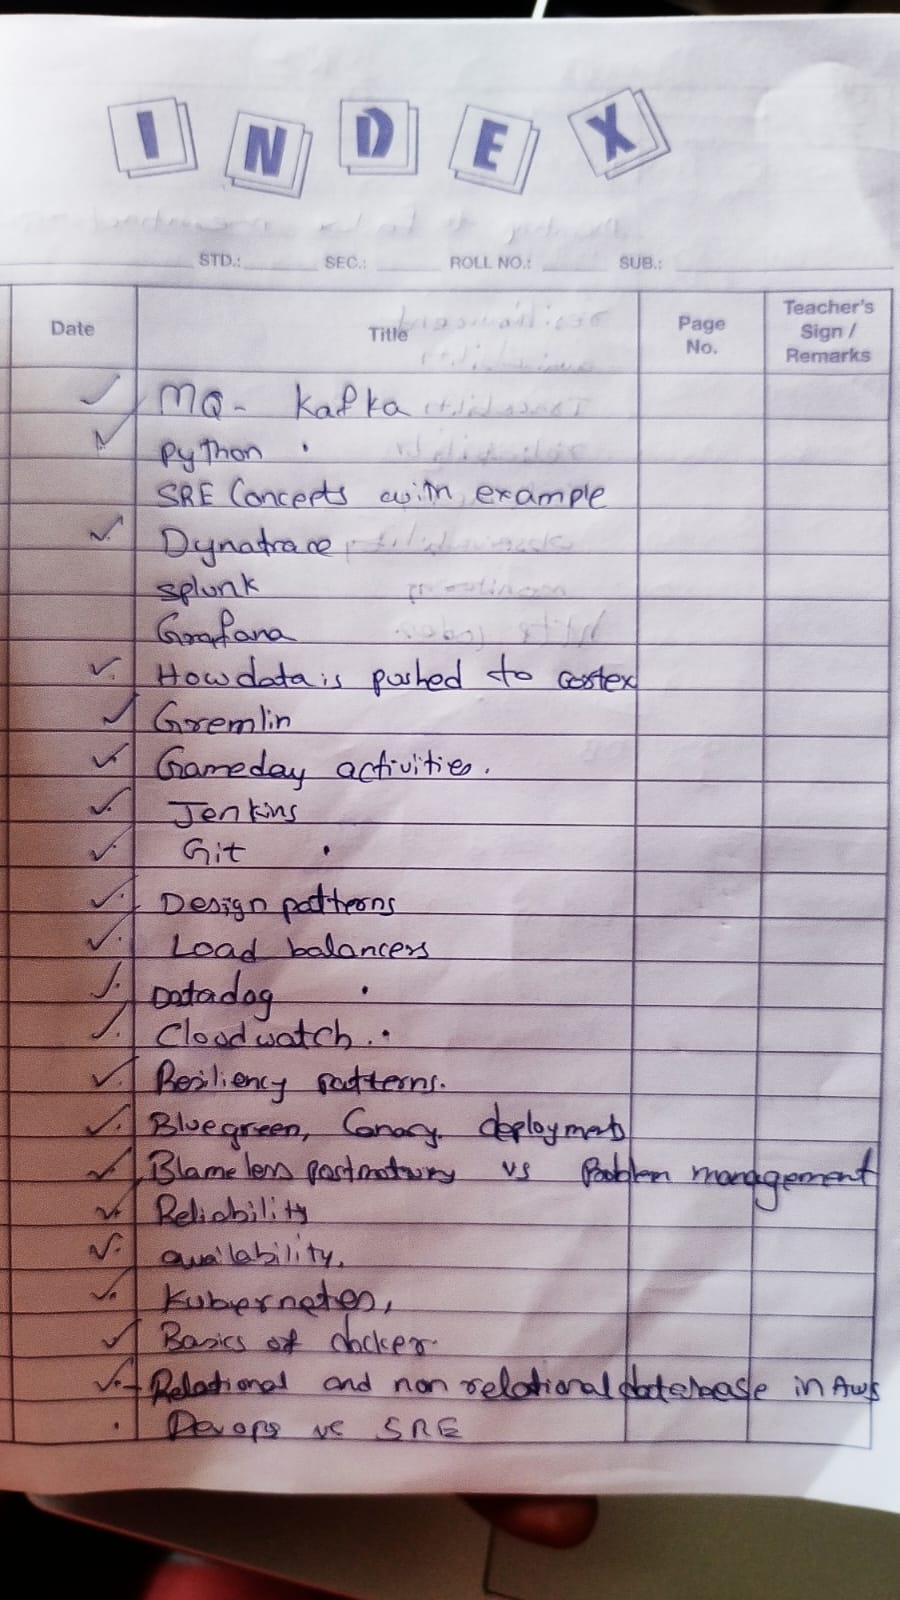 INDEX
STD.: SEC.: ROLL NO.: SUB.:
Date Title Page No. Teacher's Sign / Remarks
MQ - Kafka
Python
SRE Concepts with example
Dynatrace
Splunk
Grafana
How data is pushed to costex
Gremlin
Gameday activities.
Jenkins
Git
Design patterns
Load balancers
Datadog
Cloudwatch.
Resiliency patterns.
Bluegreen, Canary deployments
Blameless vs Problem management
Reliability
availability,
Kubernetes,
Basics of docker
Relational and non relational database in Aws
Devops vs SRE